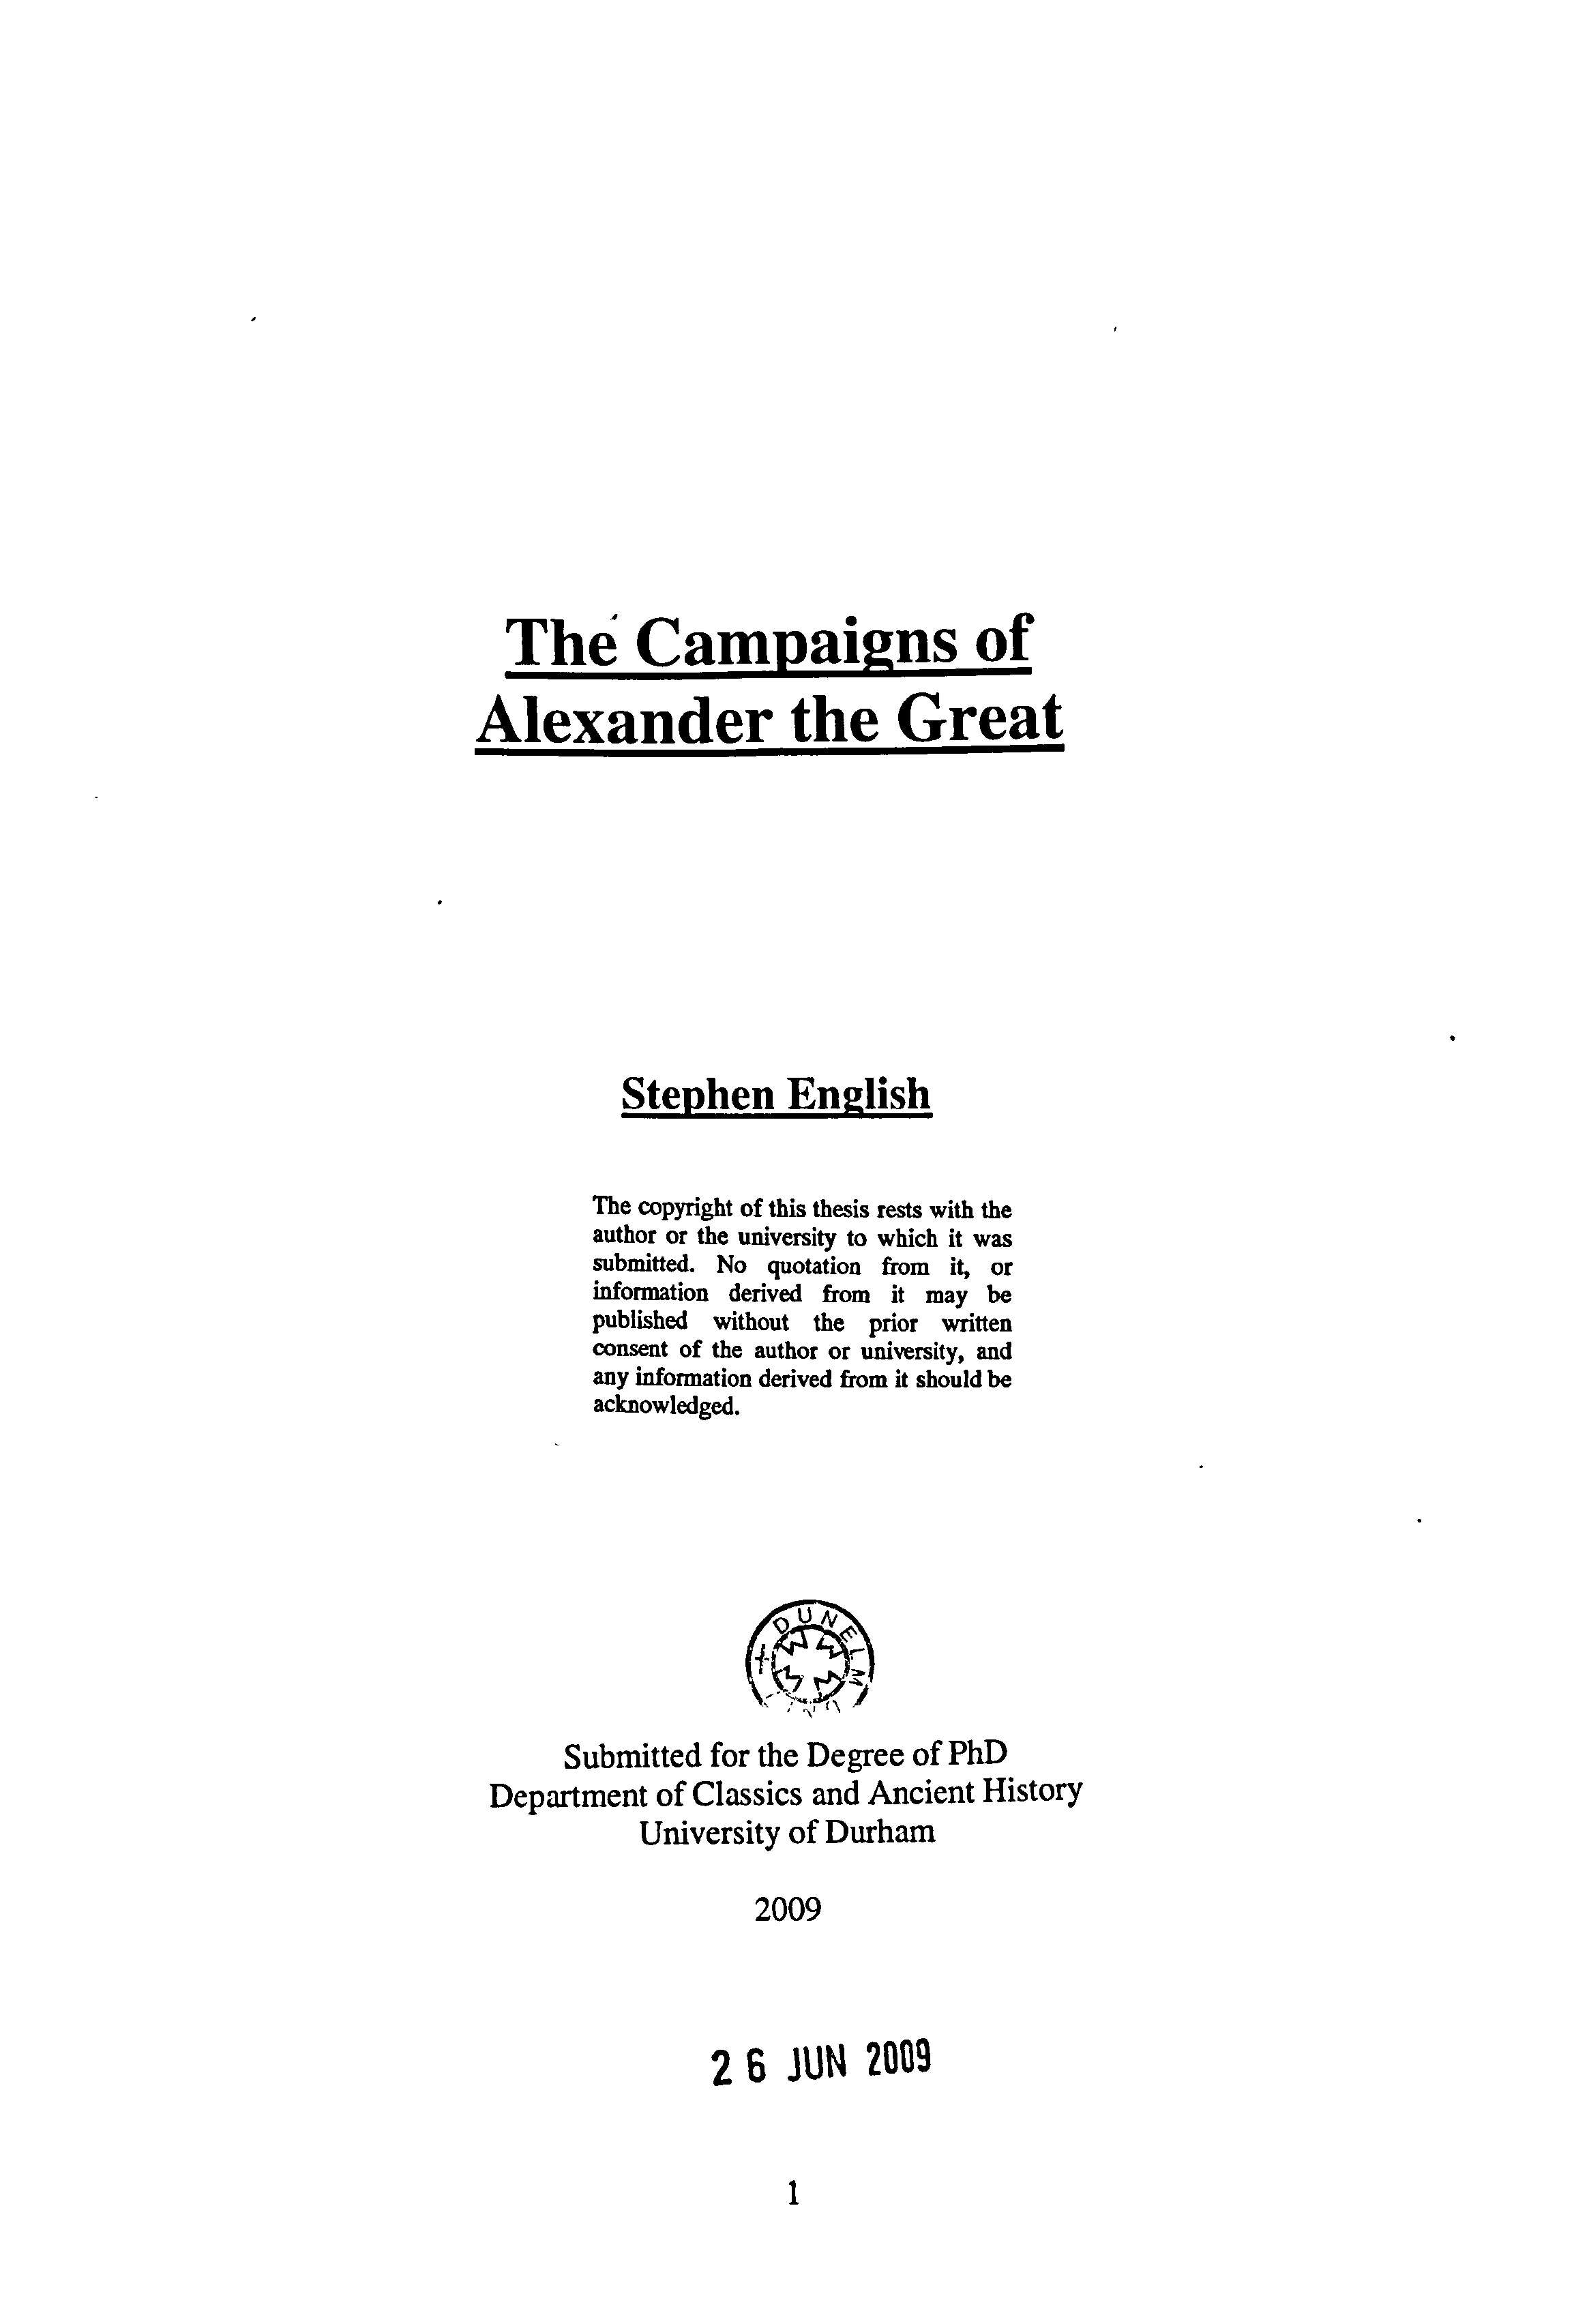 The Campaigns of
Alexander the Great
Stephen English
The copyright of this thesis rests with the
author or the university to which it was
submitted. No quotation from it, or
information derived from it may be
published without the prior written
consent of the author or university, and
any information derived from it should be
acknowledged.
DUNELM
Submitted for the Degree of PhD
Department of Classics and Ancient History
University of Durham
2009
26 JUN 2009
1